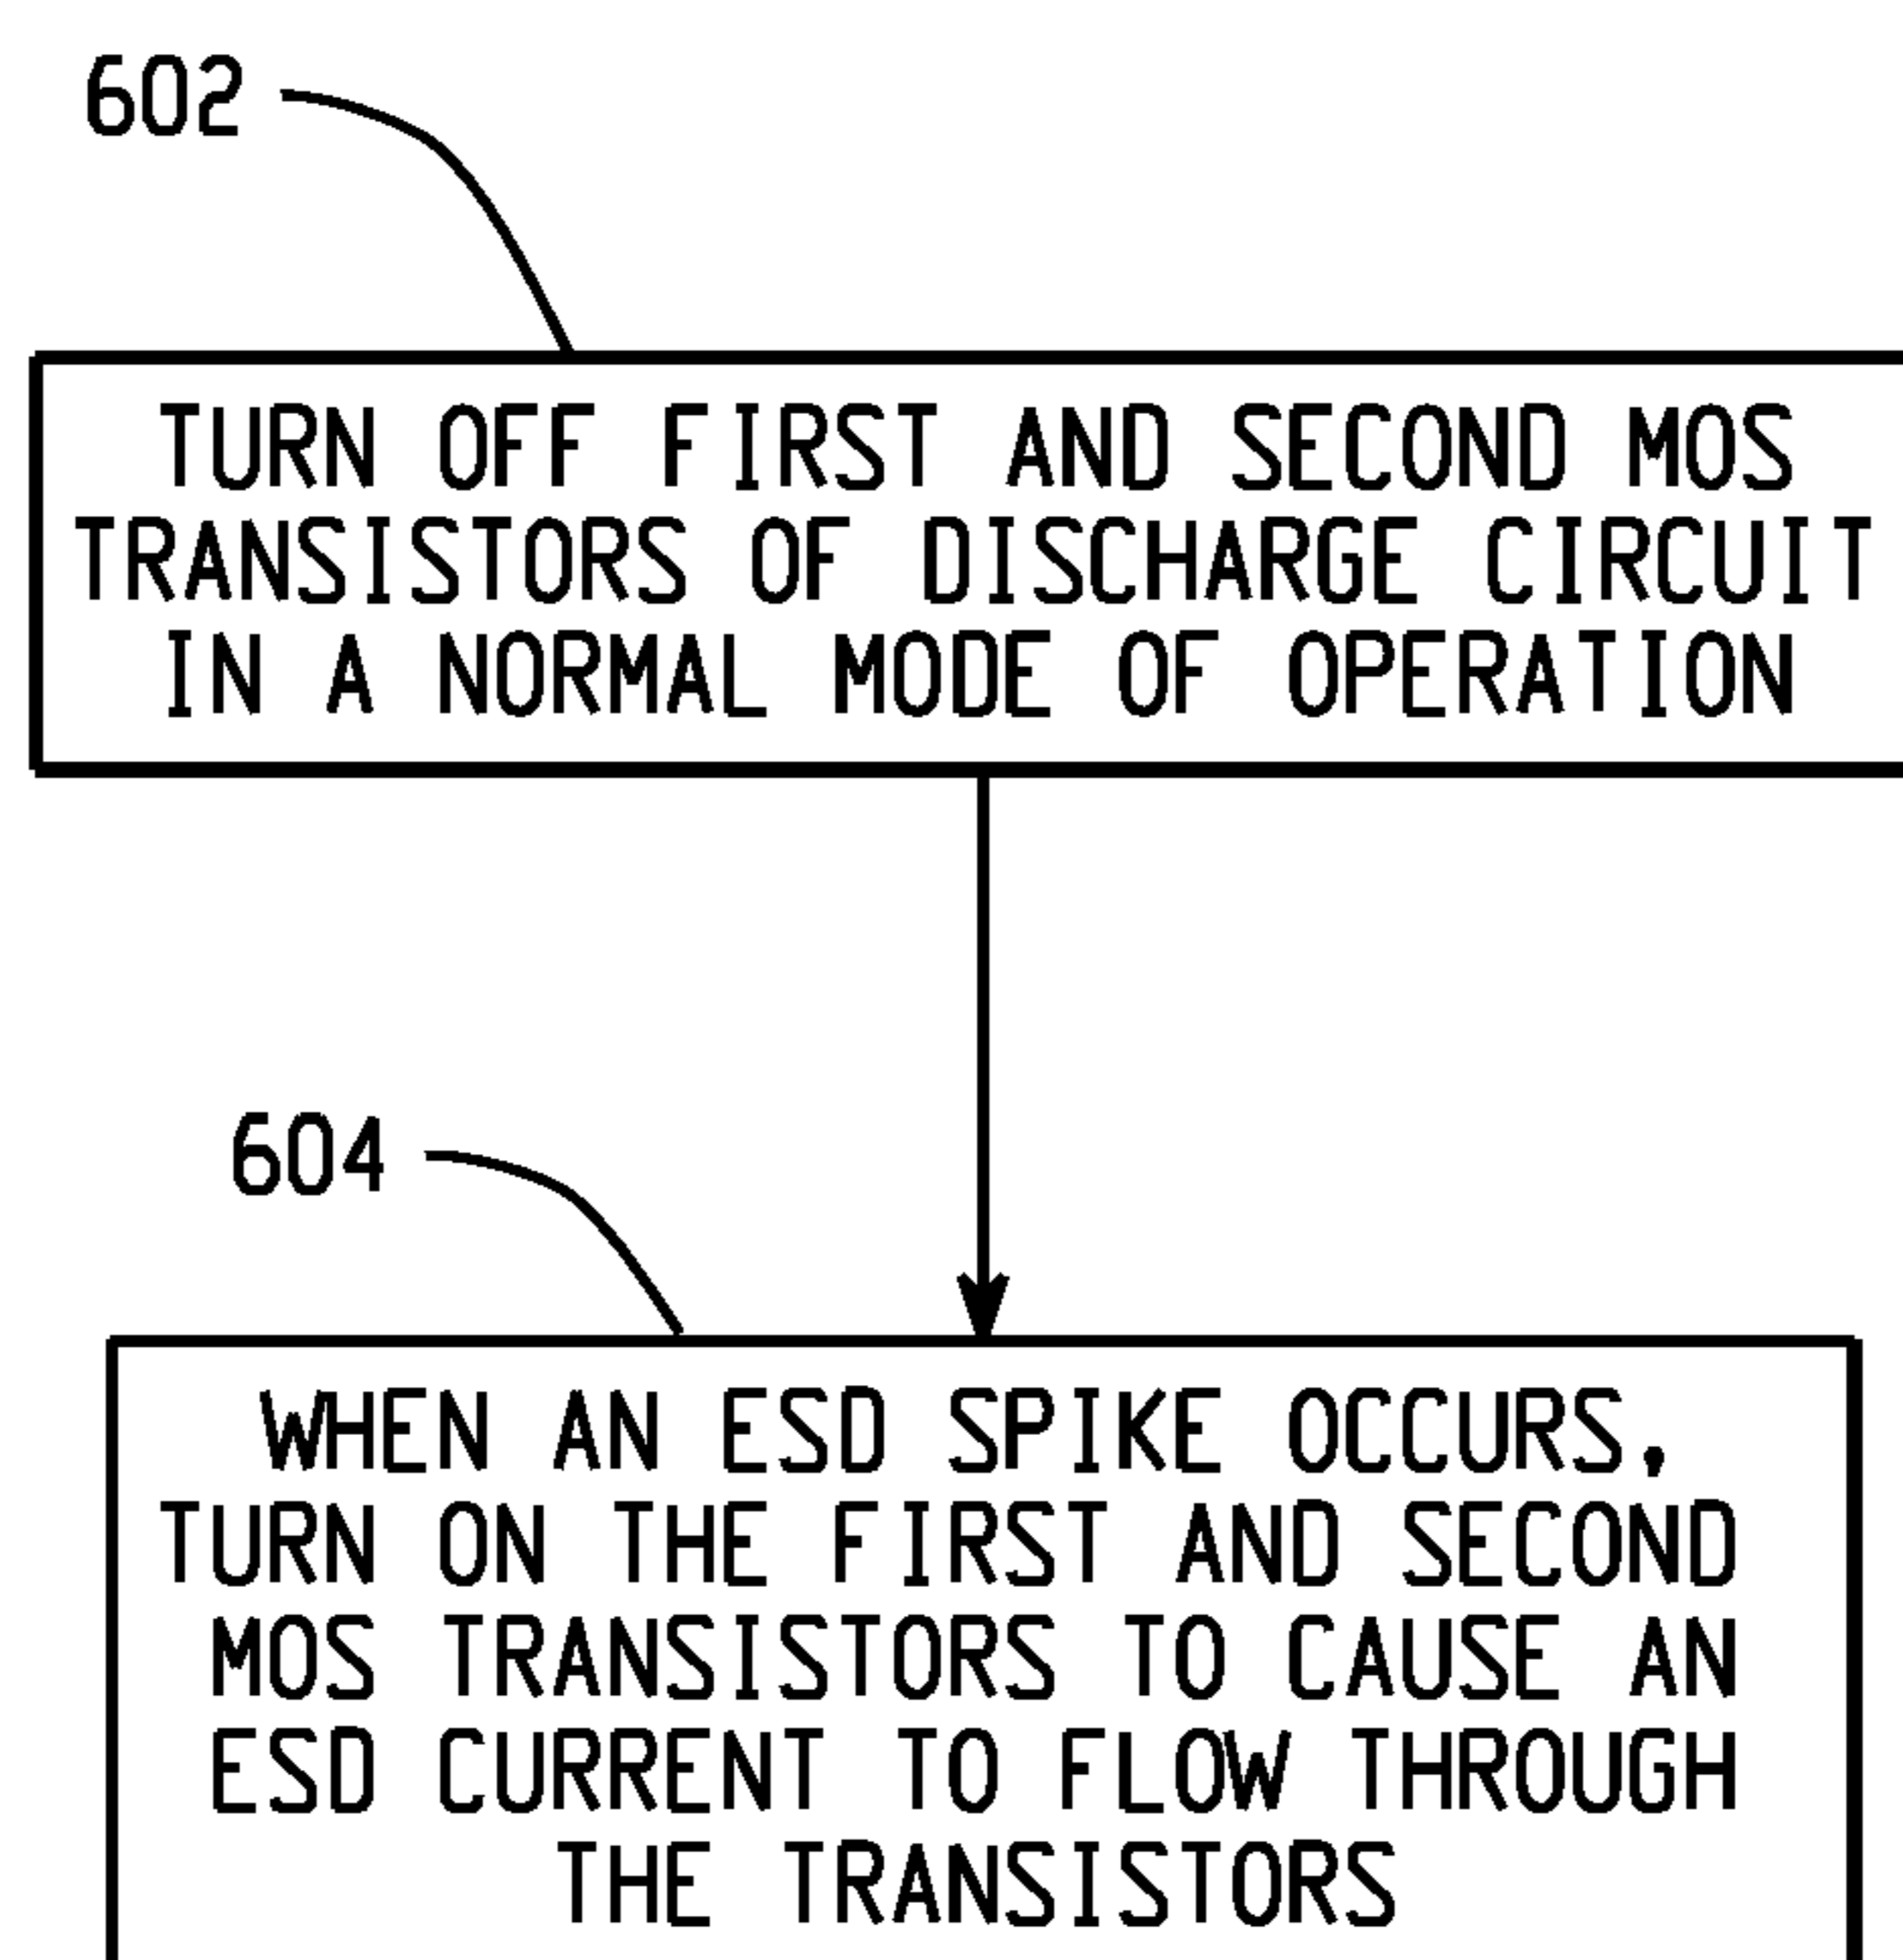 602
TURN OFF FIRST AND SECOND MOS
TRANSISTORS OF DISCHARGE CIRCUIT
IN A NORMAL MODE OF OPERATION
604
WHEN AN ESD SPIKE OCCURS,
TURN ON THE FIRST AND SECOND
MOS TRANSISTORS TO CAUSE AN
ESD CURRENT TO FLOW THROUGH
THE TRANSISTORS